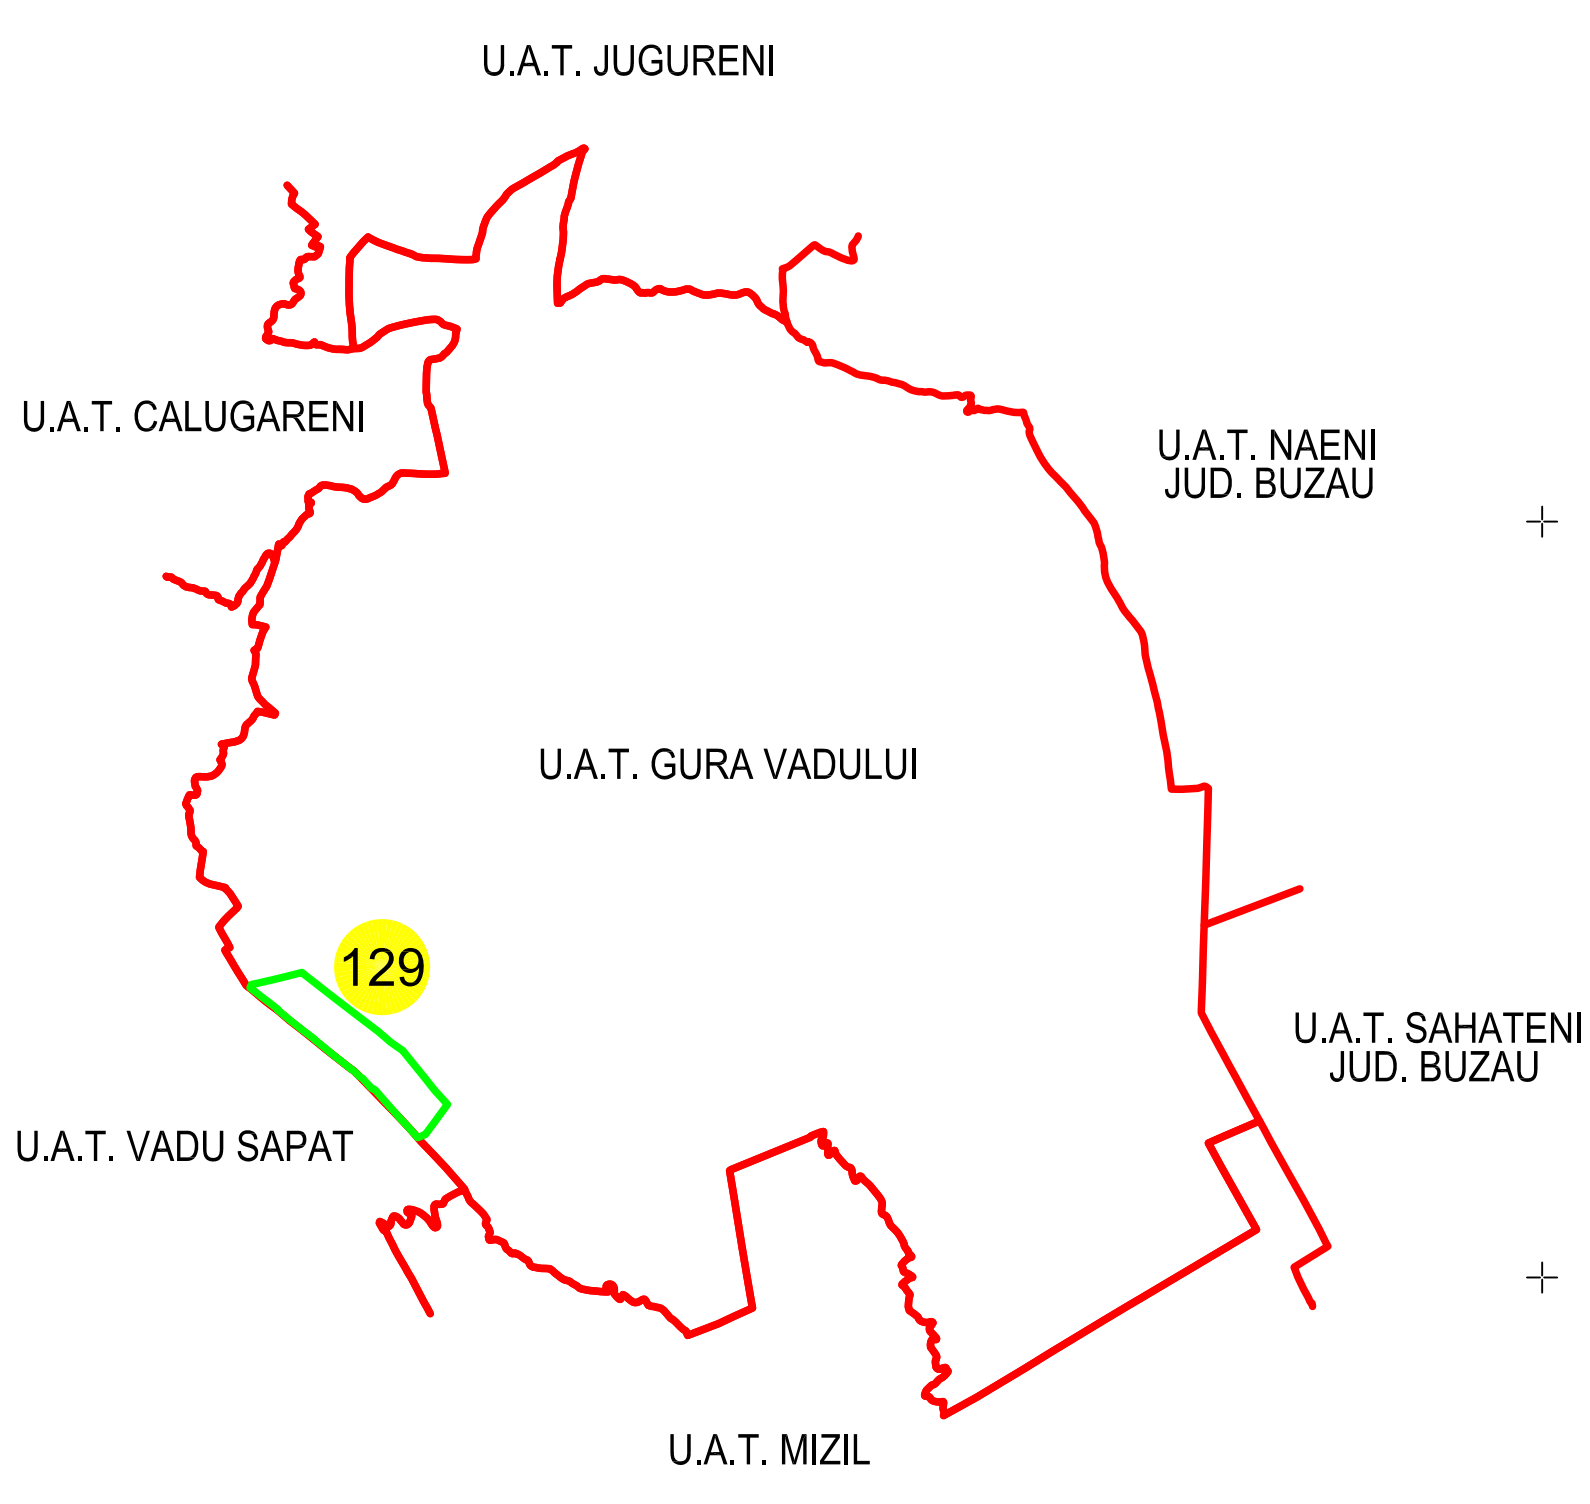 U.A.T. JUGURENI
U.A.T. CALUGARENI
U.A.T. NAENI
JUD. BUZAU
U.A.T. GURA VADULUI
129
U.A.T. SAHATENI
JUD. BUZAU
U.A.T. VADU SAPAT
U.A.T. MIZIL